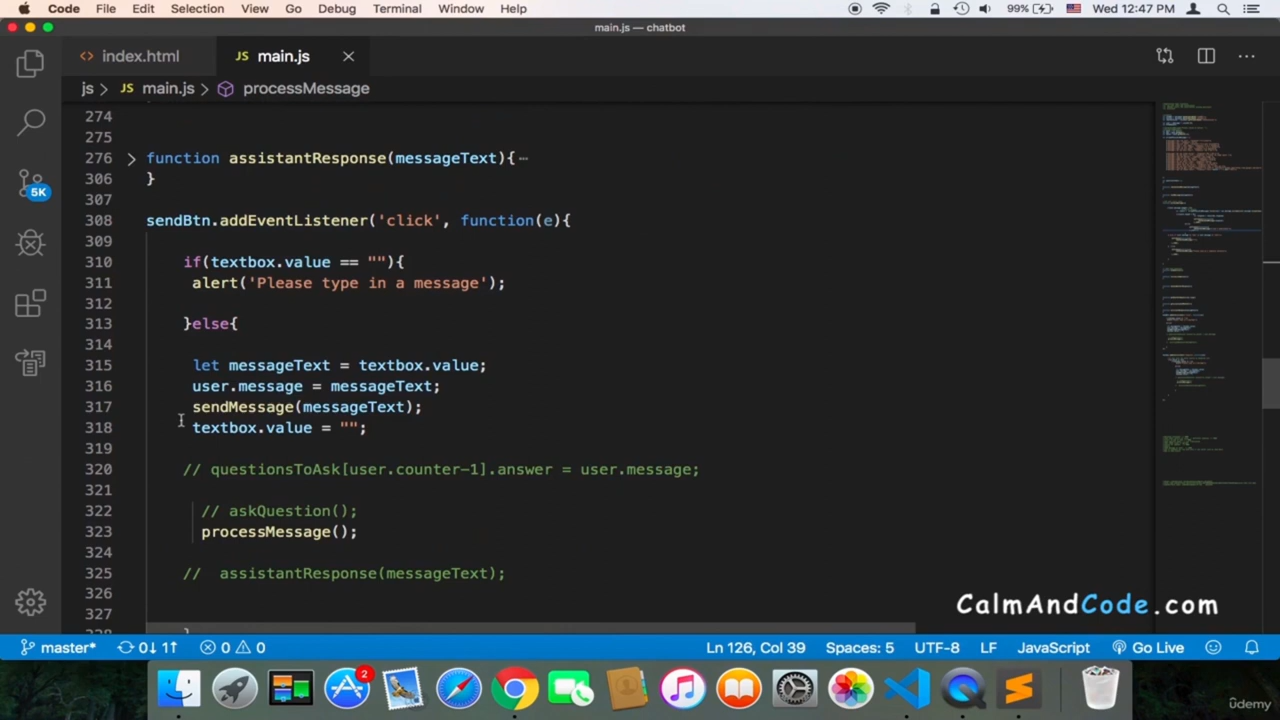 Code File Edit Selection View Go Debug Terminal Window Help 99% Wed 12:47 PM
main.js — chatbot
<> index.html JS main.js
js > JS main.js > processMessage
274
275
276 function assistantResponse(messageText){⋯
306 }
307
308 sendBtn.addEventListener('click', function(e){
309
310 if(textbox.value == ""){
311 alert('Please type in a message');
312
313 }else{
314
315 let messageText = textbox.value;
316 user.message = messageText;
317 sendMessage(messageText);
318 textbox.value = "";
319
320 // questionsToAsk[user.counter-1].answer = user.message;
321
322 // askQuestion();
323 processMessage();
324
325 // assistantResponse(messageText);
326
327
5K
CalmAndCode.com
master* 0↓ 1↑ 0 0 Ln 126, Col 39 Spaces: 5 UTF-8 LF JavaScript Go Live
2
ûdemy